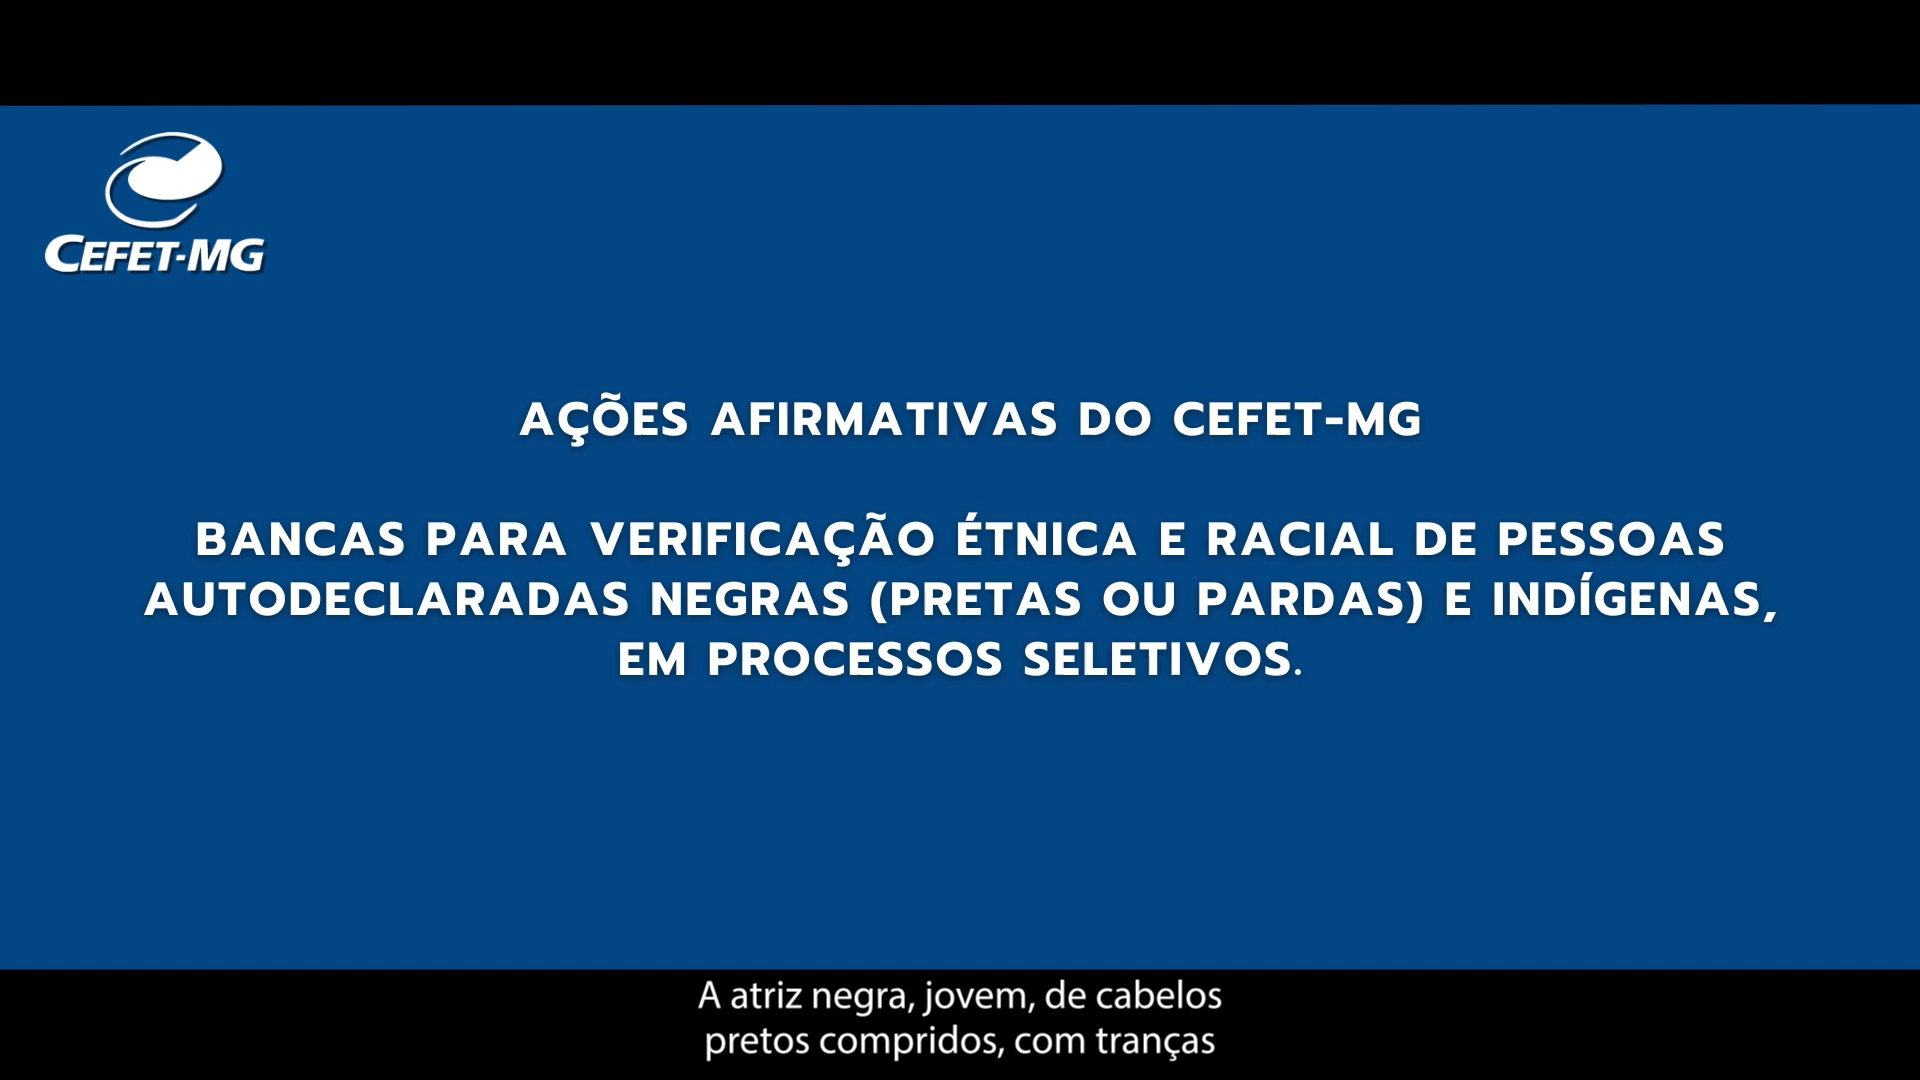 CEFET-MG
AÇÕES AFIRMATIVAS DO CEFET-MG
BANCAS PARA VERIFICAÇÃO ÉTNICA E RACIAL DE PESSOAS
AUTODECLARADAS NEGRAS (PRETAS OU PARDAS) E INDÍGENAS,
EM PROCESSOS SELETIVOS.
A atriz negra, jovem, de cabelos
pretos compridos, com tranças